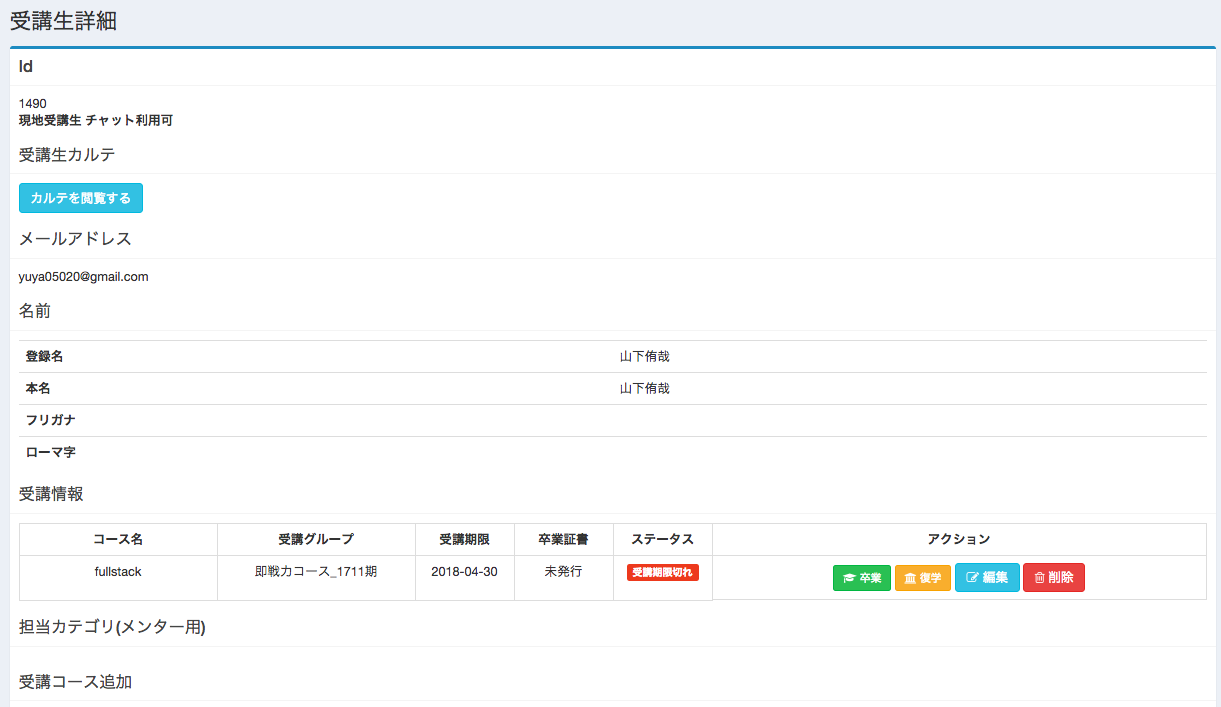 受講生詳細
Id
1490
現地受講生 チャット利用可
受講生カルテ
カルテを閲覧する
メールアドレス
yuya05020@gmail.com
名前
登録名 山下侑哉
本名 山下侑哉
フリガナ
ローマ字
受講情報
コース名 受講グループ 受講期限 卒業証書 ステータス アクション
fullstack 即戦力コース_1711期 2018-04-30 未発行 受講期限切れ 卒業 復学 編集 削除
担当カテゴリ(メンター用)
受講コース追加